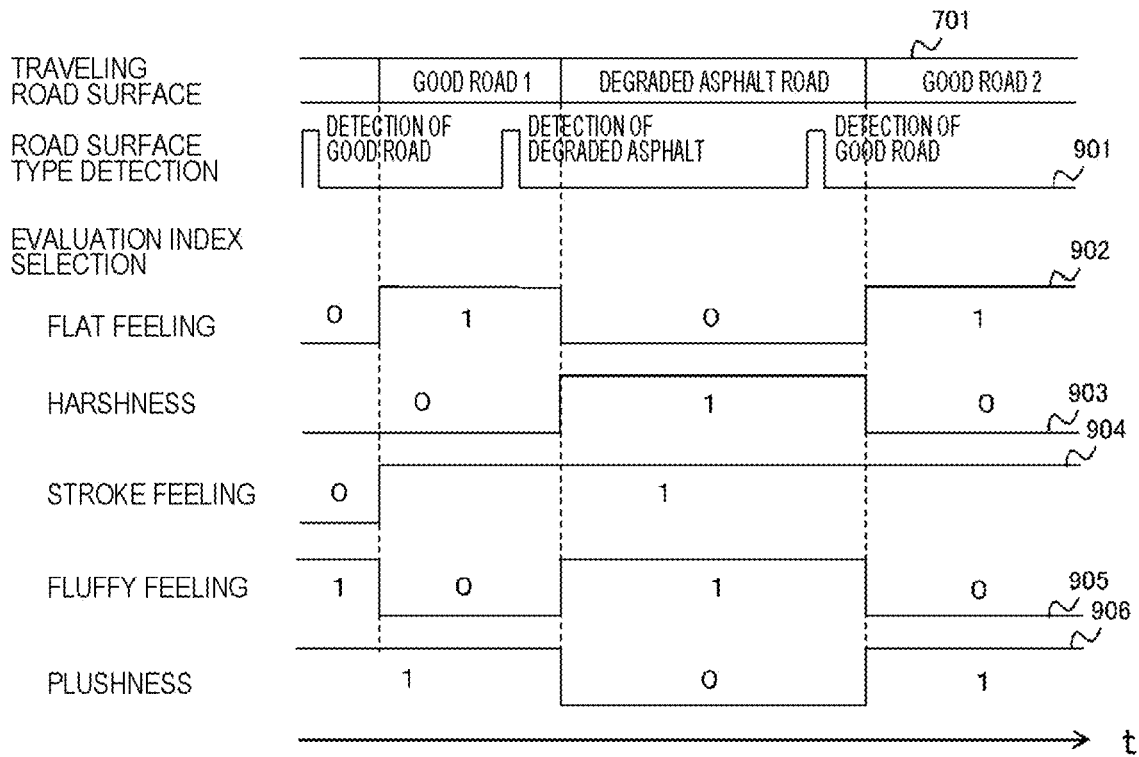 701
TRAVELING
ROAD SURFACE
GOOD ROAD 1
DEGRADED ASPHALT ROAD
GOOD ROAD 2
ROAD SURFACE
TYPE DETECTION
DETECTION OF
GOOD ROAD
DETECTION OF
DEGRADED ASPHALT
DETECTION OF
GOOD ROAD
901
EVALUATION INDEX
SELECTION
902
FLAT FEELING
0
1
0
1
HARSHNESS
0
1
0
903
904
STROKE FEELING
0
1
FLUFFY FEELING
1
0
1
0
905
906
PLUSHNESS
1
0
1
t